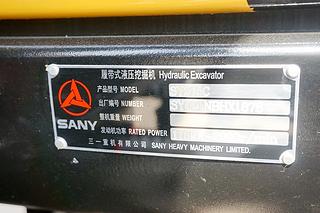 履带式液压挖掘机 Hydraulic Excavator
产品型号 MODEL
出厂编号 NUMBER
整机重量 WEIGHT
发动机功率 RATED POWER
SANY
三一重机有限公司 SANY HEAVY MACHINERY LIMITED.